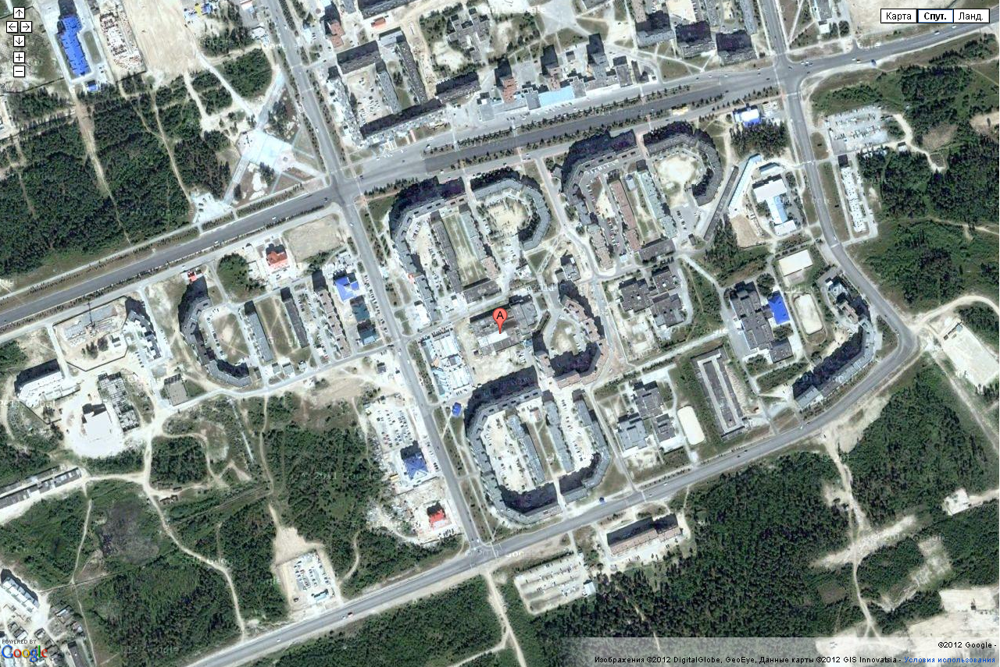 Карта Спут. Ланд.
A
POWERED BY
Google
©2012 Google -
Изображения ©2012 DigitalGlobe, GeoEye, Данные карты ©2012 GIS Innovatsia - Условия использования